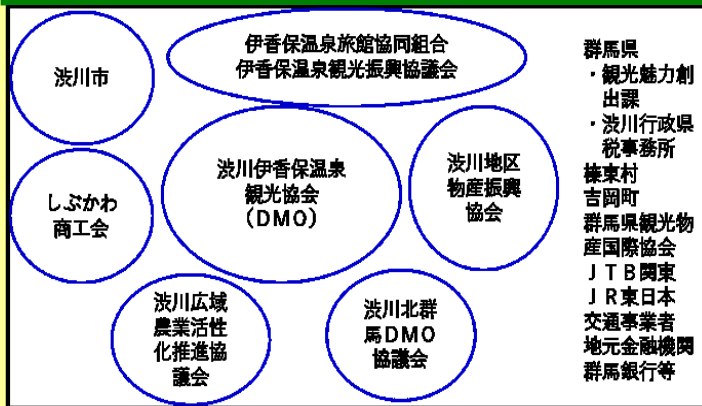 渋川市
伊香保温泉旅館協同組合
伊香保温泉観光振興協議会
しぶかわ
商工会
渋川伊香保温泉
観光協会
(DMO)
渋川地区
物産振興
協会
渋川広域
農業活性
化推進協
議会
渋川北群
馬DMO
協議会
群馬県
・観光魅力創
出課
・渋川行政県
税事務所
榛東村
吉岡町
群馬県観光物
産国際協会
ＪＴＢ関東
ＪＲ東日本
交通事業者
地元金融機関
群馬銀行等